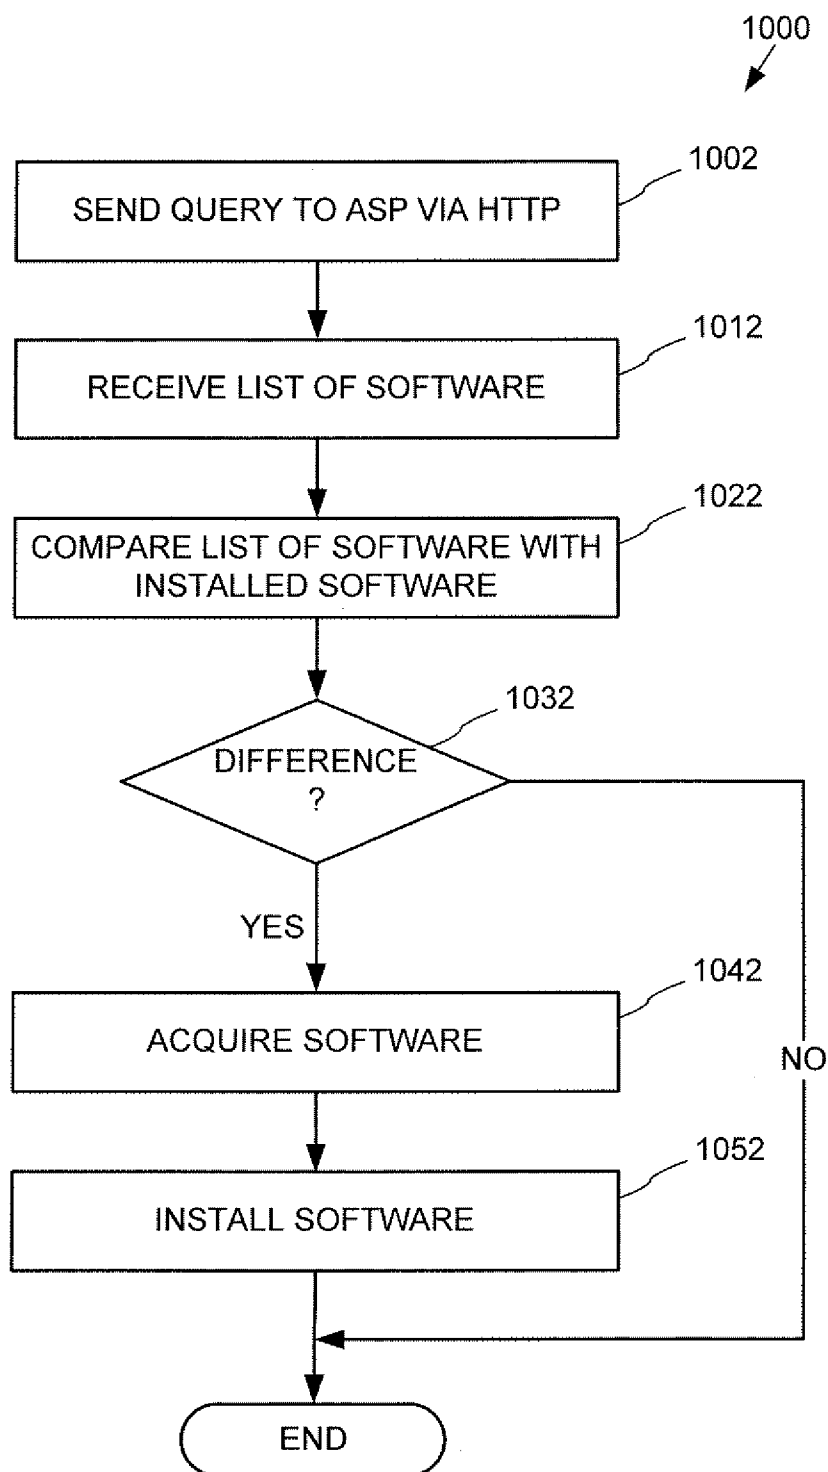 1000
1002
SEND QUERY TO ASP VIA HTTP
1012
RECEIVE LIST OF SOFTWARE
1022
COMPARE LIST OF SOFTWARE WITH
INSTALLED SOFTWARE
1032
DIFFERENCE
?
YES
1042
ACQUIRE SOFTWARE
NO
1052
INSTALL SOFTWARE
END